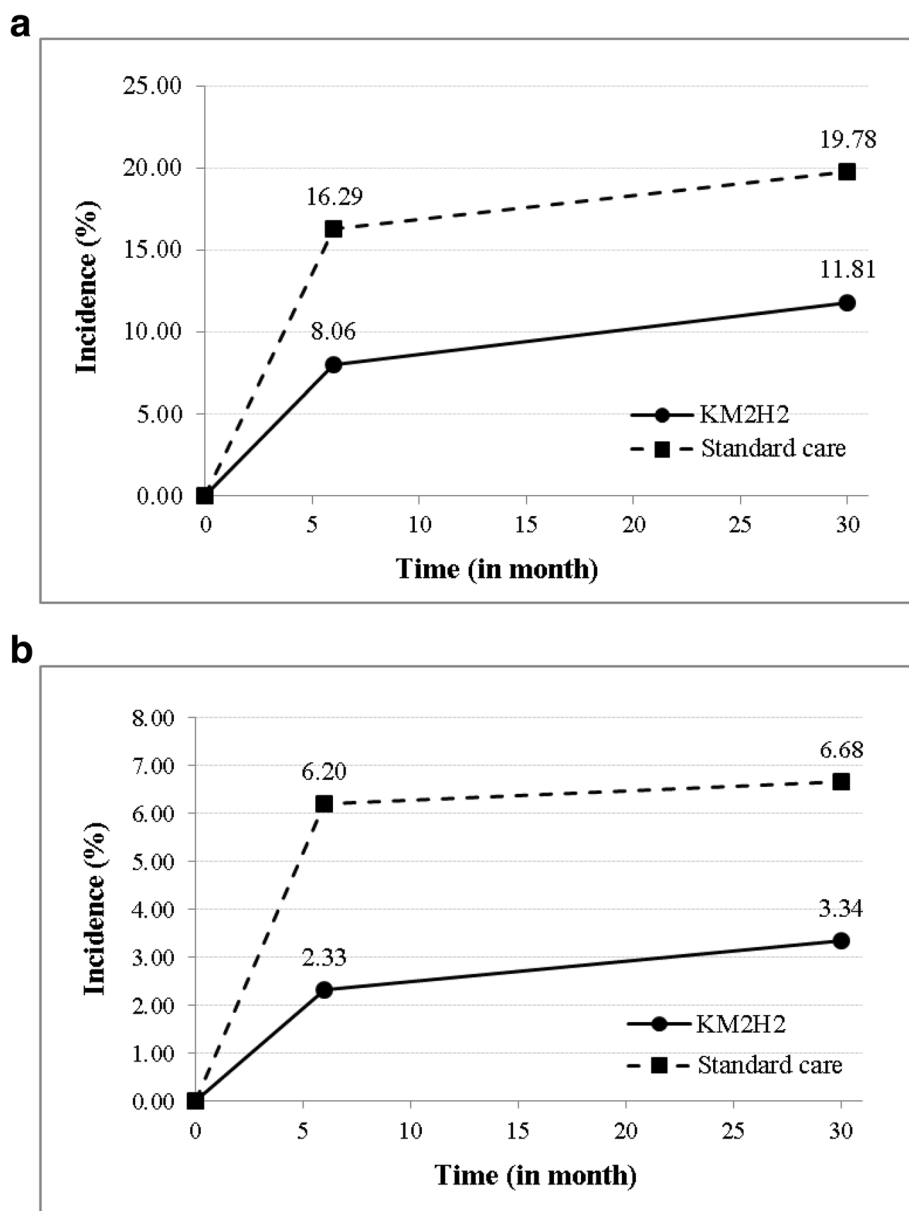 a
25.00
20.00
15.00
10.00
5.00
0.00
Incidence (%)
16.29
19.78
8.06
11.81
KM2H2
Standard care
0 5 10 15 20 25 30
Time (in month)
b
8.00
7.00
6.00
5.00
4.00
3.00
2.00
1.00
0.00
Incidence (%)
6.20
6.68
2.33
3.34
KM2H2
Standard care
0 5 10 15 20 25 30
Time (in month)